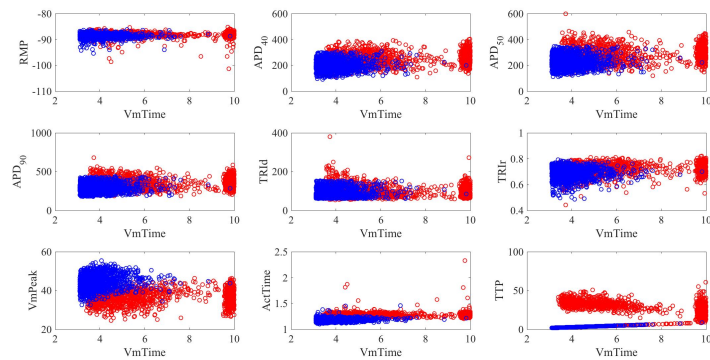 -80 600 600
RMP -90 APD40 400 APD50 400
-100 200 200
-110 0 0
2 4 6 8 10 2 4 6 8 10 2 4 6 8 10
VmTime VmTime VmTime
1000 400 1
APD90 500 TRId 200 TRIr 0.8
0.6
0 0 0.4
2 4 6 8 10 2 4 6 8 10 2 4 6 8 10
VmTime VmTime VmTime
60 2.5 100
VmPeak 40 ActTime 2 TTP 50
1.5
20 1 0
2 4 6 8 10 2 4 6 8 10 2 4 6 8 10
VmTime VmTime VmTime